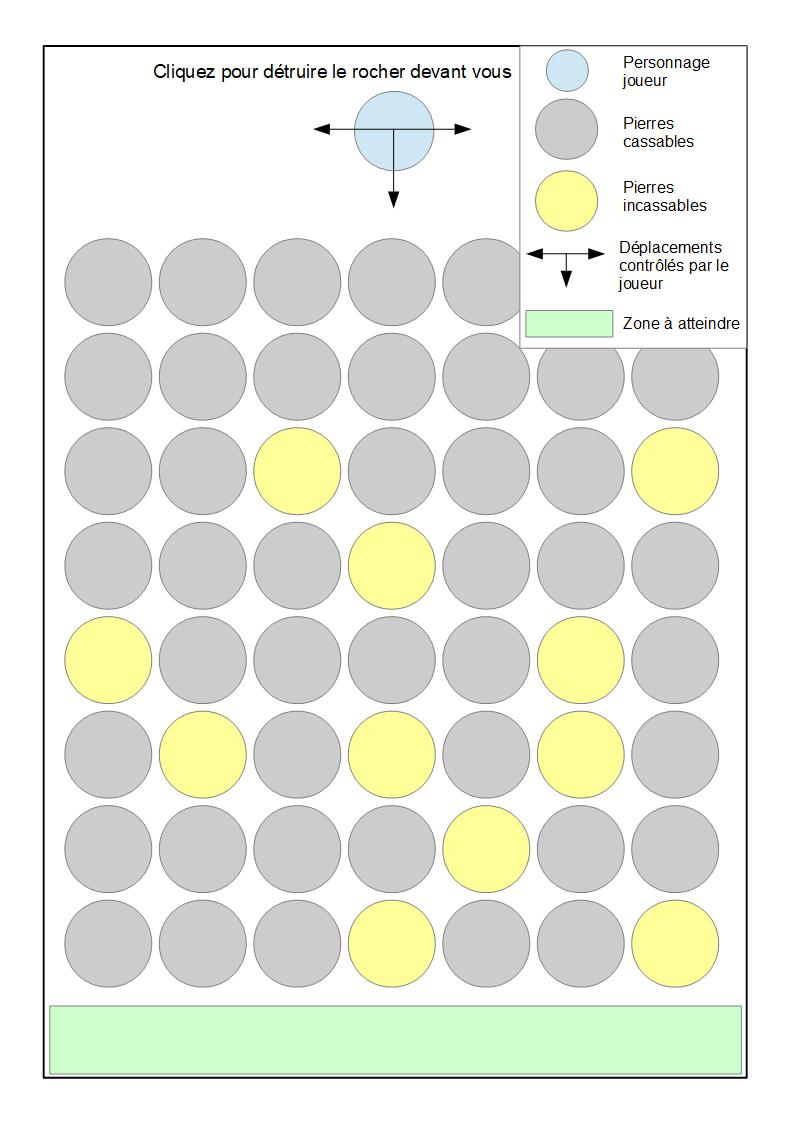 Cliquez pour détruire le rocher devant vous
Personnage
joueur
Pierres
cassables
Pierres
incassables
Déplacements
contrôlés par le
joueur
Zone à atteindre